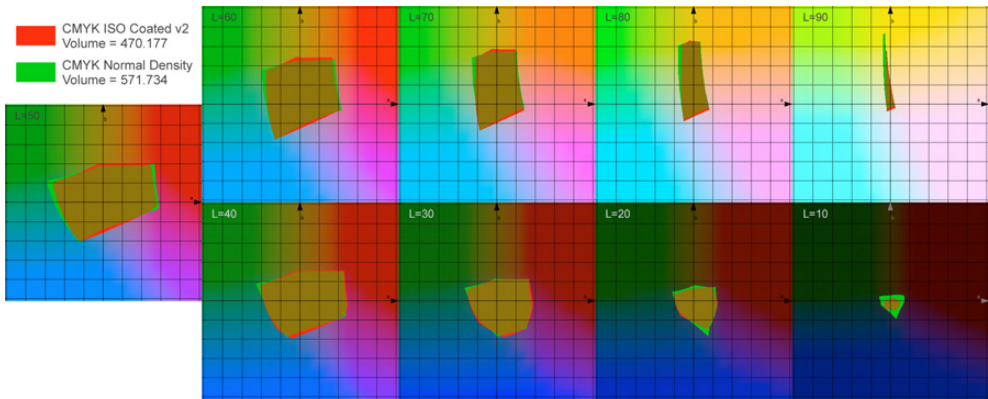 CMYK ISO Coated v2
Volume = 470.177
CMYK Normal Density
Volume = 571.734
L=50
L=60
L=70
L=80
L=90
L=40
L=30
L=20
L=10